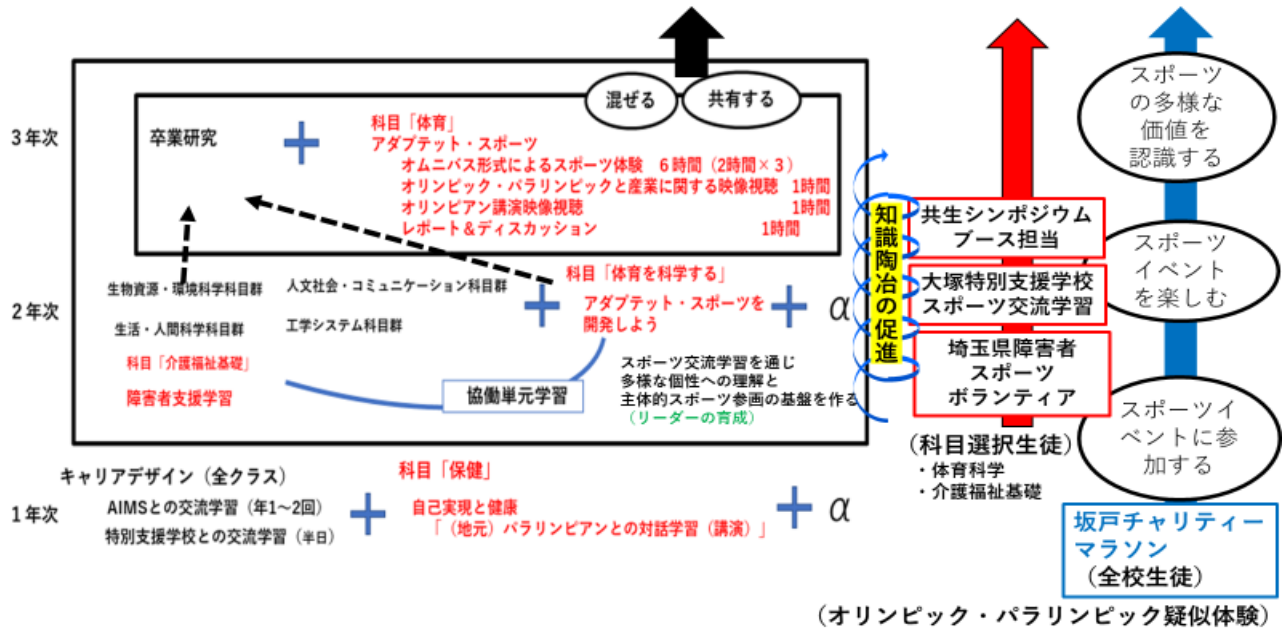 混ぜる
共有する
3年次
卒業研究
+
科目「体育」
アダプテット・スポーツ
オムニバス形式によるスポーツ体験 6時間(2時間×3)
オリンピック・パラリンピックと産業に関する映像視聴 1時間
オリンピアン講演映像視聴 1時間
レポート＆ディスカッション 1時間
2年次
生物資源・環境科学科目群
人文社会・コミュニケーション科目群
生活・人間科学科目群
工学システム科目群
科目「介護福祉基礎」
障害者支援学習
+
科目「体育を科学する」
アダプテット・スポーツを
開発しよう
+
α
協働単元学習
スポーツ交流学習を通じ
多様な個性への理解と
主体的スポーツ参画の基盤を作る
(リーダーの育成)
1年次
キャリアデザイン(全クラス)
AIMSとの交流学習(年1～2回)
特別支援学校との交流学習(半日)
+
科目「保健」
自己実現と健康
「(地元)パラリンピアンとの対話学習(講演)」
+
α
知識陶冶の促進
共生シンポジウム
ブース担当
大塚特別支援学校
スポーツ交流学習
埼玉県障害者
スポーツ
ボランティア
(科目選択生徒)
・体育科学
・介護福祉基礎
スポーツ
の多様な
価値を
認識する
スポーツ
イベント
を楽しむ
スポーツイ
ベントに参
加する
坂戸チャリティー
マラソン
(全校生徒)
(オリンピック・パラリンピック疑似体験)